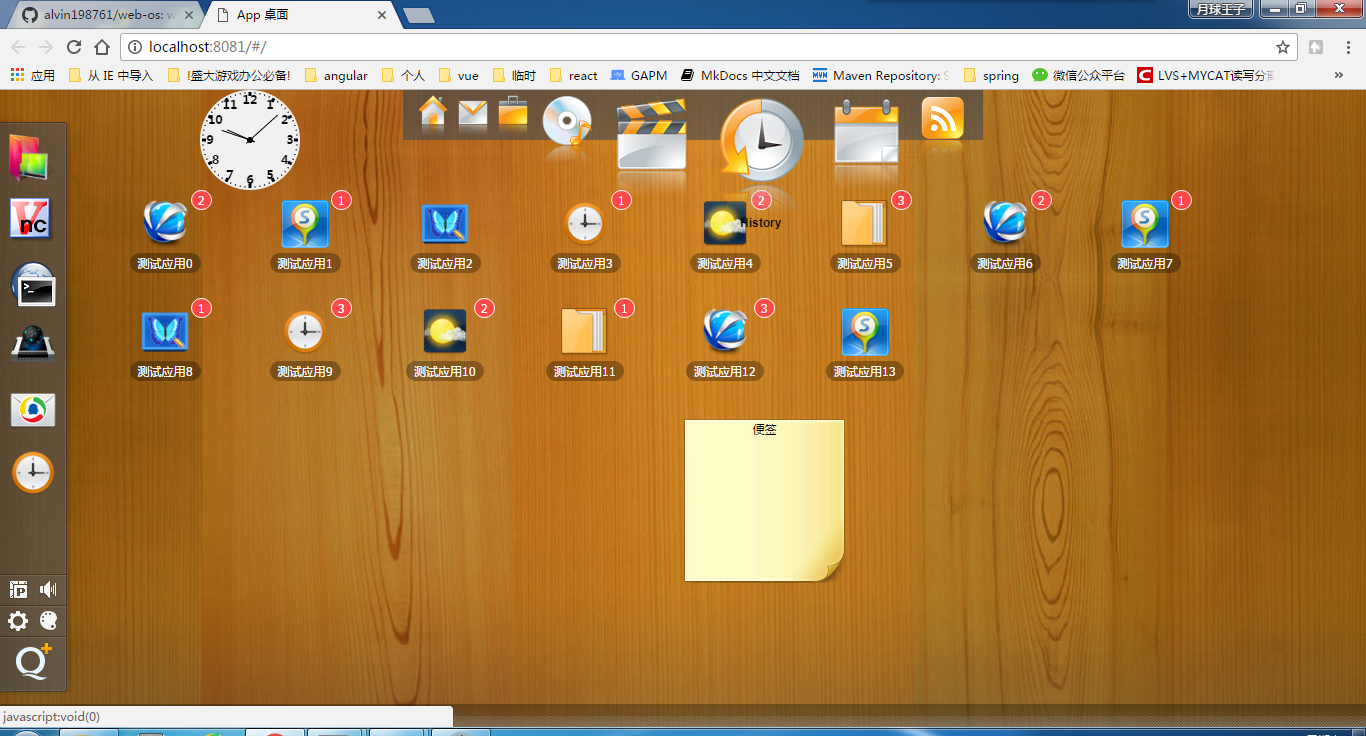 alvin198761/web-os: w
App 桌面
月球王子
localhost:8081/#/
应用
从 IE 中导入
!盛大游戏办公必备!
angular
个人
vue
临时
react
GAPM
MkDocs 中文文档
Maven Repository: S
spring
微信公众平台
LVS+MYCAT读写分离
»
12
1
2
3
4
5
6
7
8
9
10
11
2
1
1
2
3
2
1
History
测试应用0
测试应用1
测试应用2
测试应用3
测试应用4
测试应用5
测试应用6
测试应用7
1
3
2
1
3
测试应用8
测试应用9
测试应用10
测试应用11
测试应用12
测试应用13
Vnc
便签
javascript:void(0)